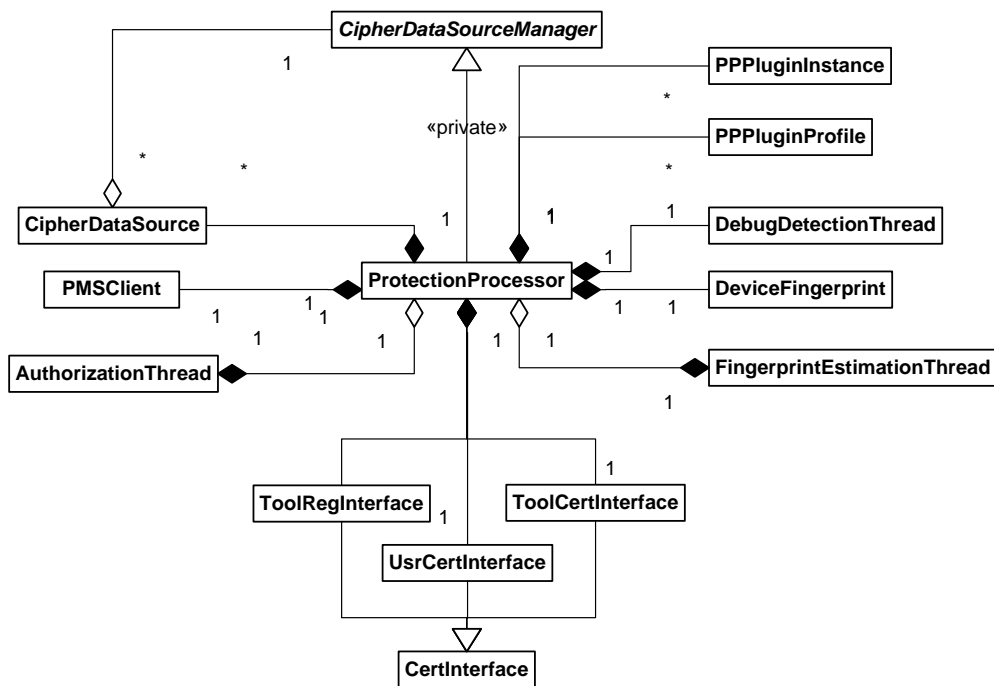 CipherDataSourceManager
1
PPPluginInstance
*
«private»
PPPluginProfile
*
*
*
CipherDataSource
1
1
1
DebugDetectionThread
1
ProtectionProcessor
PMSClient
DeviceFingerprint
1
1
1
1
1
1
1
1
1
1
AuthorizationThread
FingerprintEstimationThread
1
1
ToolRegInterface
ToolCertInterface
1
UsrCertInterface
CertInterface